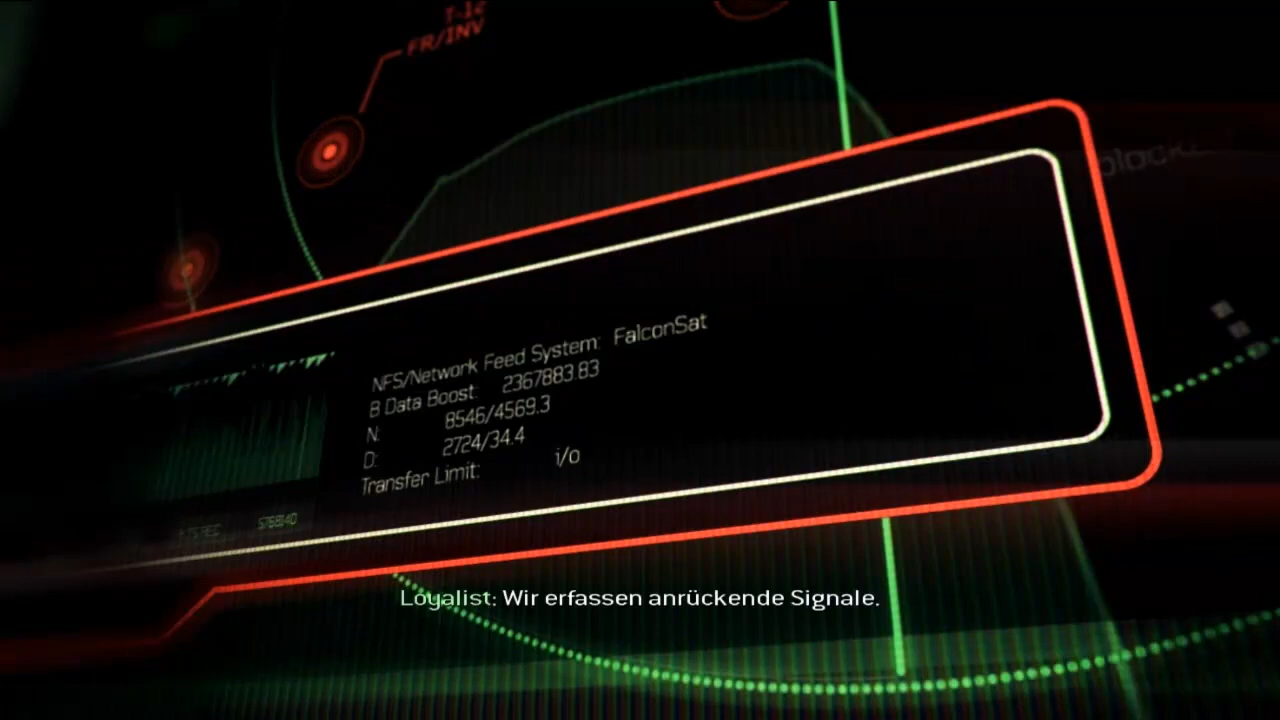 FR/INV
NFS/Network Feed System: FalconSat
B Data Boost: 2367883.83
N: 8546/4569.3
D: 2724/34.4
Transfer Limit: i/o
Loyalist: Wir erfassen anrückende Signale.